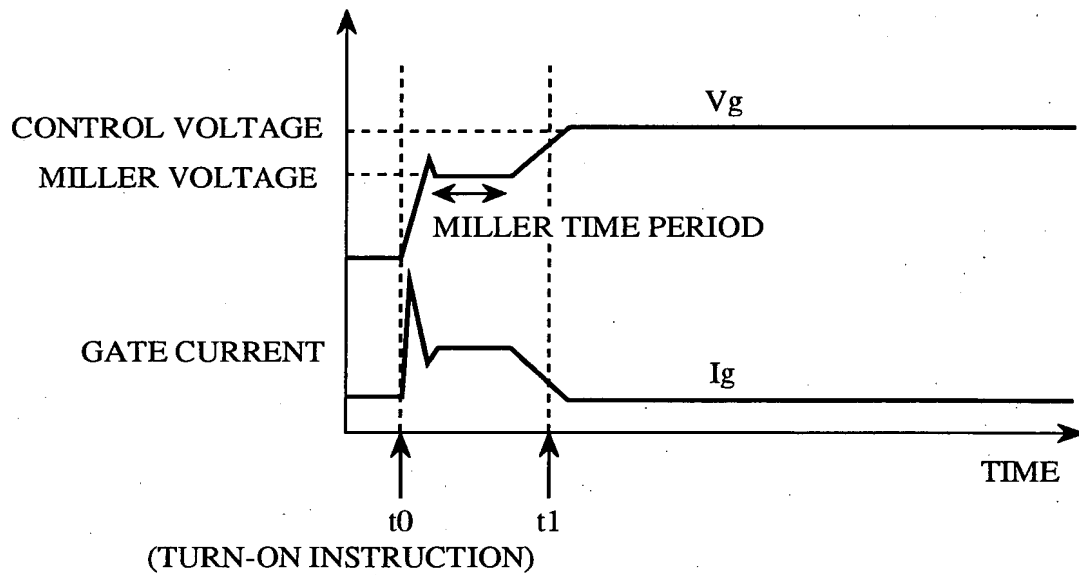 Vg
CONTROL VOLTAGE
MILLER VOLTAGE
MILLER TIME PERIOD
GATE CURRENT
Ig
TIME
t0
t1
(TURN-ON INSTRUCTION)